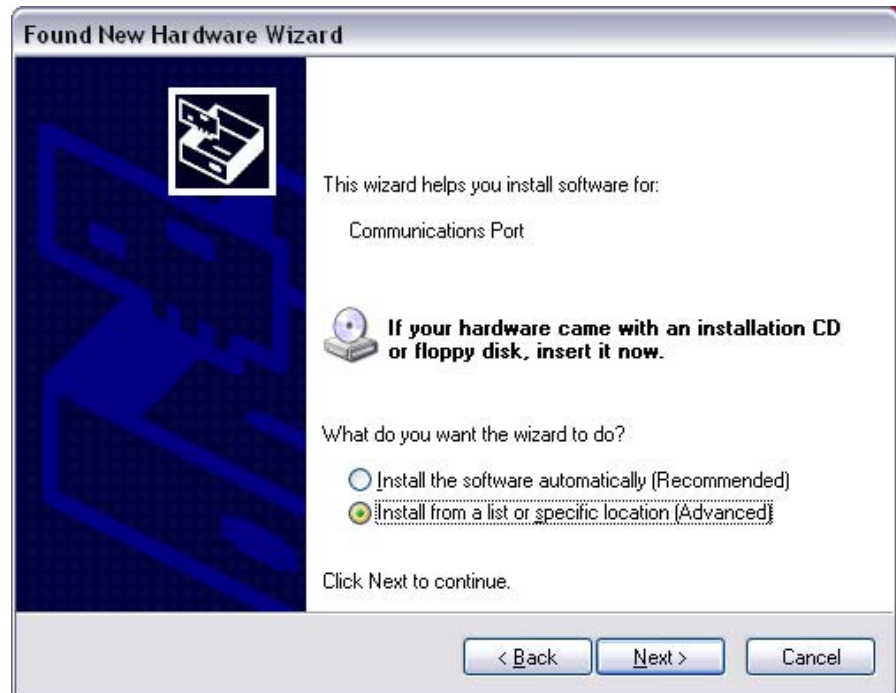 Found New Hardware Wizard
This wizard helps you install software for:
Communications Port
If your hardware came with an installation CD
or floppy disk, insert it now.
What do you want the wizard to do?
Install the software automatically (Recommended)
Install from a list or specific location (Advanced)
Click Next to continue.
< Back
Next >
Cancel